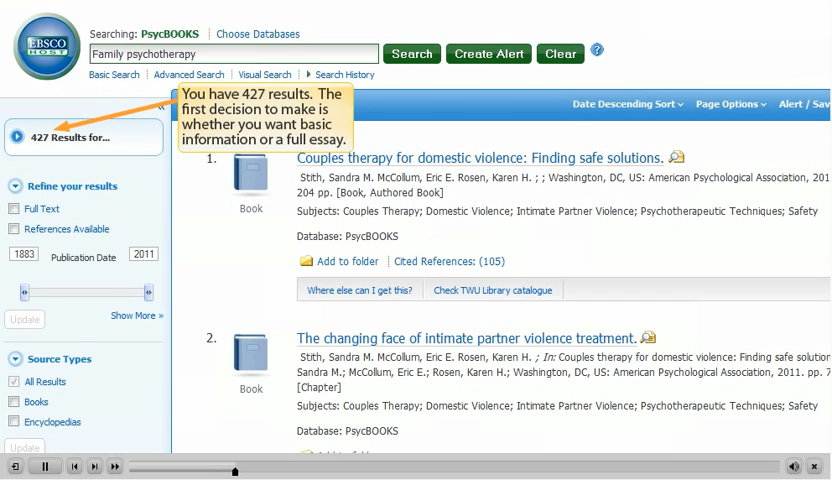 EBSCO
HOST
Searching: PsycBOOKS | Choose Databases
Family psychotherapy
Search
Create Alert
Clear
?
Basic Search | Advanced Search | Visual Search | Search History
You have 427 results. The
first decision to make is
whether you want basic
information or a full essay.
«
Date Descending Sort
Page Options
Alert / Sav
427 Results for...
Refine your results
Full Text
References Available
1883
Publication Date
2011
Update
Show More »
Source Types
All Results
Books
Encyclopedias
Update
1.
Book
Couples therapy for domestic violence: Finding safe solutions.
Stith, Sandra M. McCollum, Eric E. Rosen, Karen H. ; ; Washington, DC, US: American Psychological Association, 201
204 pp. [Book, Authored Book]
Subjects: Couples Therapy; Domestic Violence; Intimate Partner Violence; Psychotherapeutic Techniques; Safety
Database: PsycBOOKS
Add to folder | Cited References: (105)
Where else can I get this?
Check TWU Library catalogue
2.
Book
The changing face of intimate partner violence treatment.
Stith, Sandra M. McCollum, Eric E. Rosen, Karen H. ; In: Couples therapy for domestic violence: Finding safe solution
Sandra M.; McCollum, Eric E.; Rosen, Karen H.; Washington, DC, US: American Psychological Association, 2011. pp. 7
[Chapter]
Subjects: Couples Therapy; Domestic Violence; Intimate Partner Violence; Psychotherapeutic Techniques; Safety
Database: PsycBOOKS